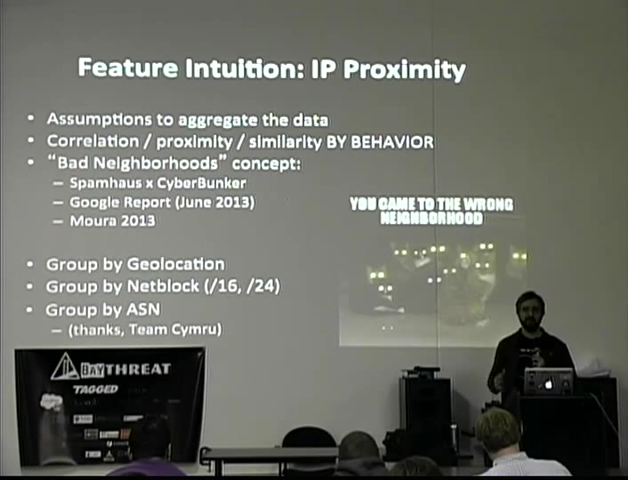 Feature Intuition: IP Proximity
• Assumptions to aggregate the data
• Correlation / proximity / similarity BY BEHAVIOR
• "Bad Neighborhoods" concept:
– Spamhaus x CyberBunker
– Google Report (June 2013)
– Moura 2013
YOU CAME TO THE WRONG
NEIGHBORHOOD
• Group by Geolocation
• Group by Netblock (/16, /24)
• Group by ASN
– (thanks, Team Cymru)
BAYTHREAT
TAGGED